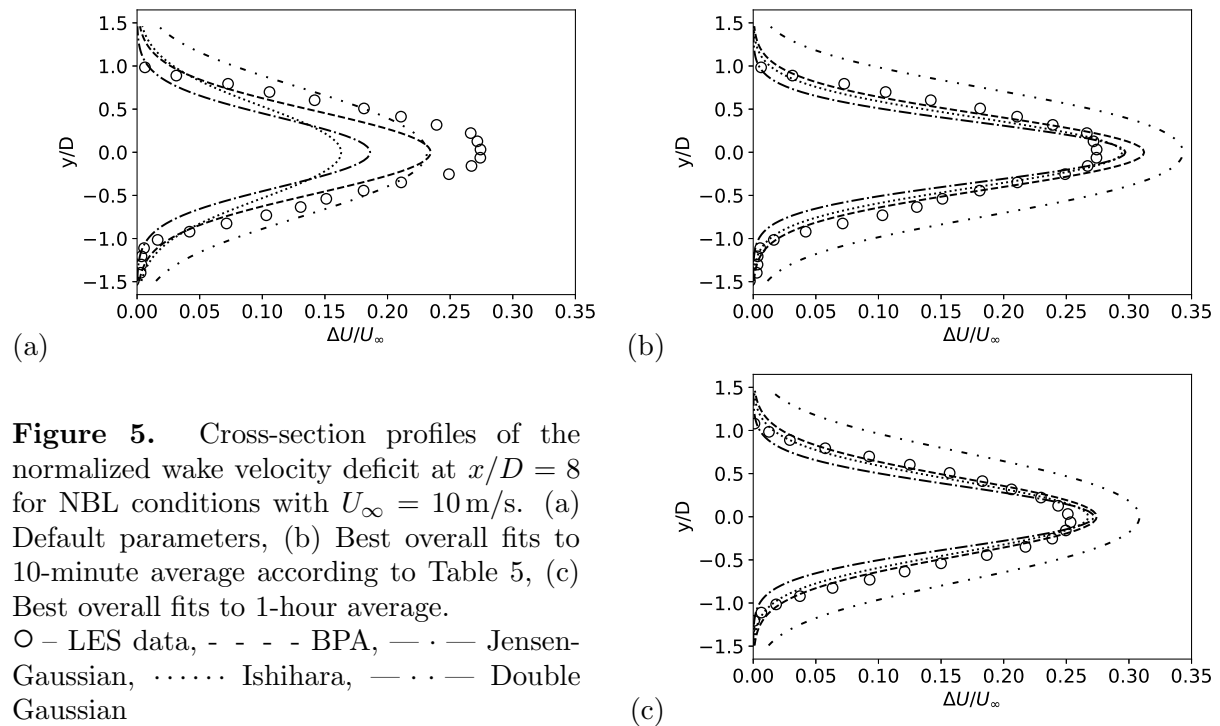 1.5
1.0
0.5
0.0
−0.5
−1.0
−1.5
y/D
0.00 0.05 0.10 0.15 0.20 0.25 0.30 0.35
ΔU/U∞
(a)
1.5
1.0
0.5
0.0
−0.5
−1.0
−1.5
y/D
0.00 0.05 0.10 0.15 0.20 0.25 0.30 0.35
ΔU/U∞
(b)
Figure 5. Cross-section profiles of the
normalized wake velocity deficit at x/D = 8
for NBL conditions with U∞ = 10 m/s. (a)
Default parameters, (b) Best overall fits to
10-minute average according to Table 5, (c)
Best overall fits to 1-hour average.
○ – LES data, - - - - BPA, — · — Jensen-
Gaussian, ······ Ishihara, — · · — Double
Gaussian
1.5
1.0
0.5
0.0
−0.5
−1.0
−1.5
y/D
0.00 0.05 0.10 0.15 0.20 0.25 0.30 0.35
ΔU/U∞
(c)